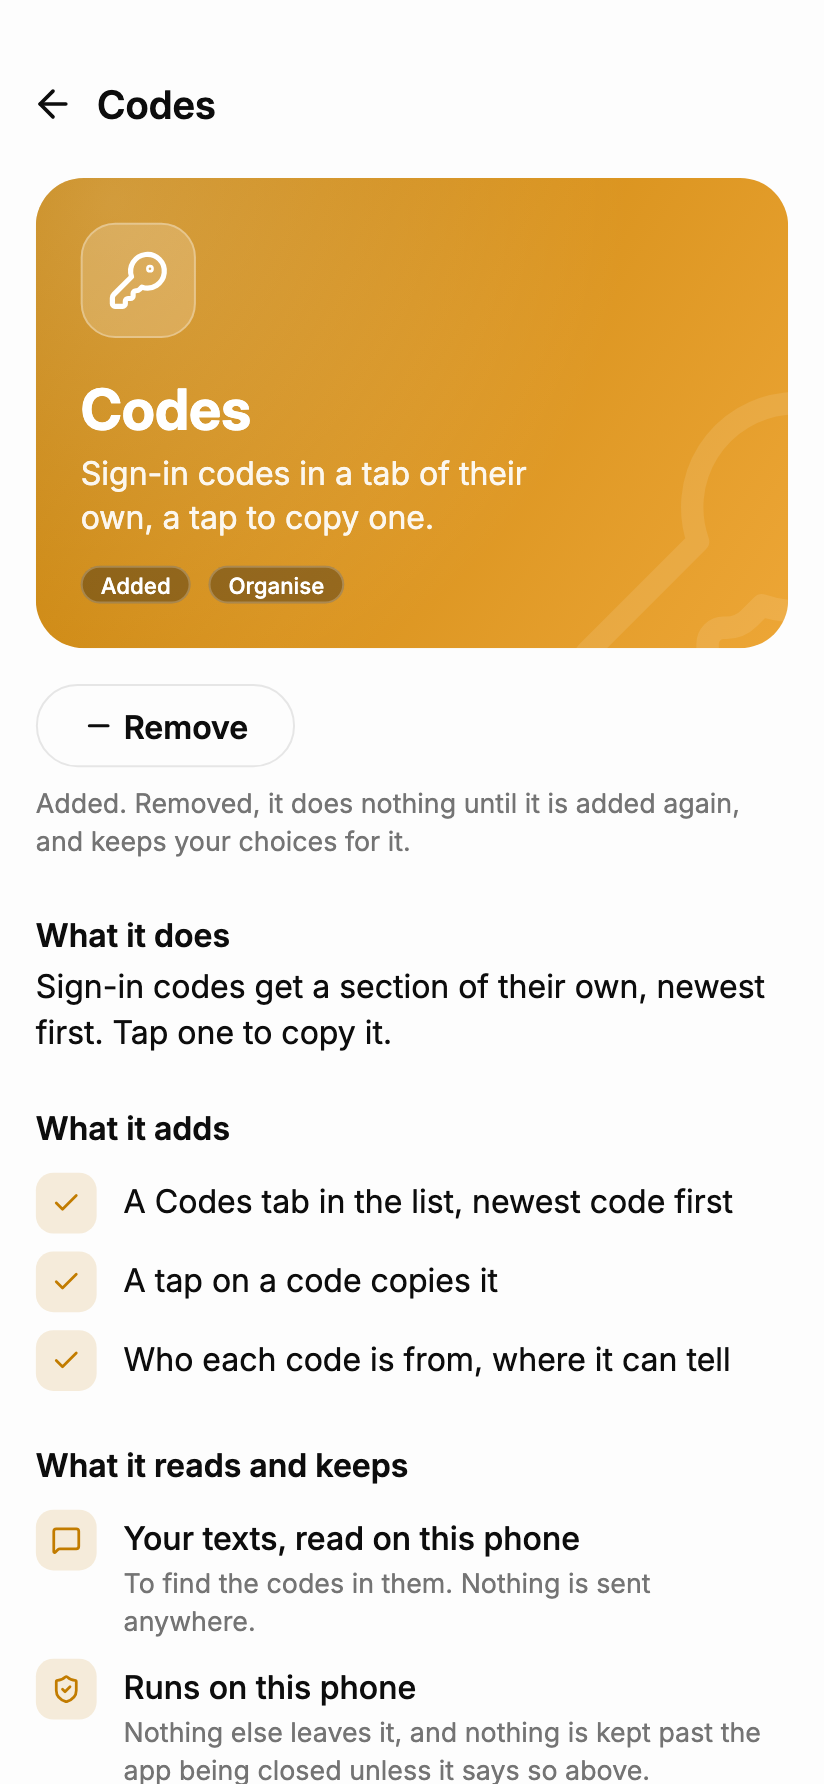 Codes
Codes
Sign-in codes in a tab of their
own, a tap to copy one.
Added
Organise
Remove
Added. Removed, it does nothing until it is added again,
and keeps your choices for it.
What it does
Sign-in codes get a section of their own, newest
first. Tap one to copy it.
What it adds
A Codes tab in the list, newest code first
A tap on a code copies it
Who each code is from, where it can tell
What it reads and keeps
Your texts, read on this phone
To find the codes in them. Nothing is sent
anywhere.
Runs on this phone
Nothing else leaves it, and nothing is kept past the
app being closed unless it says so above.